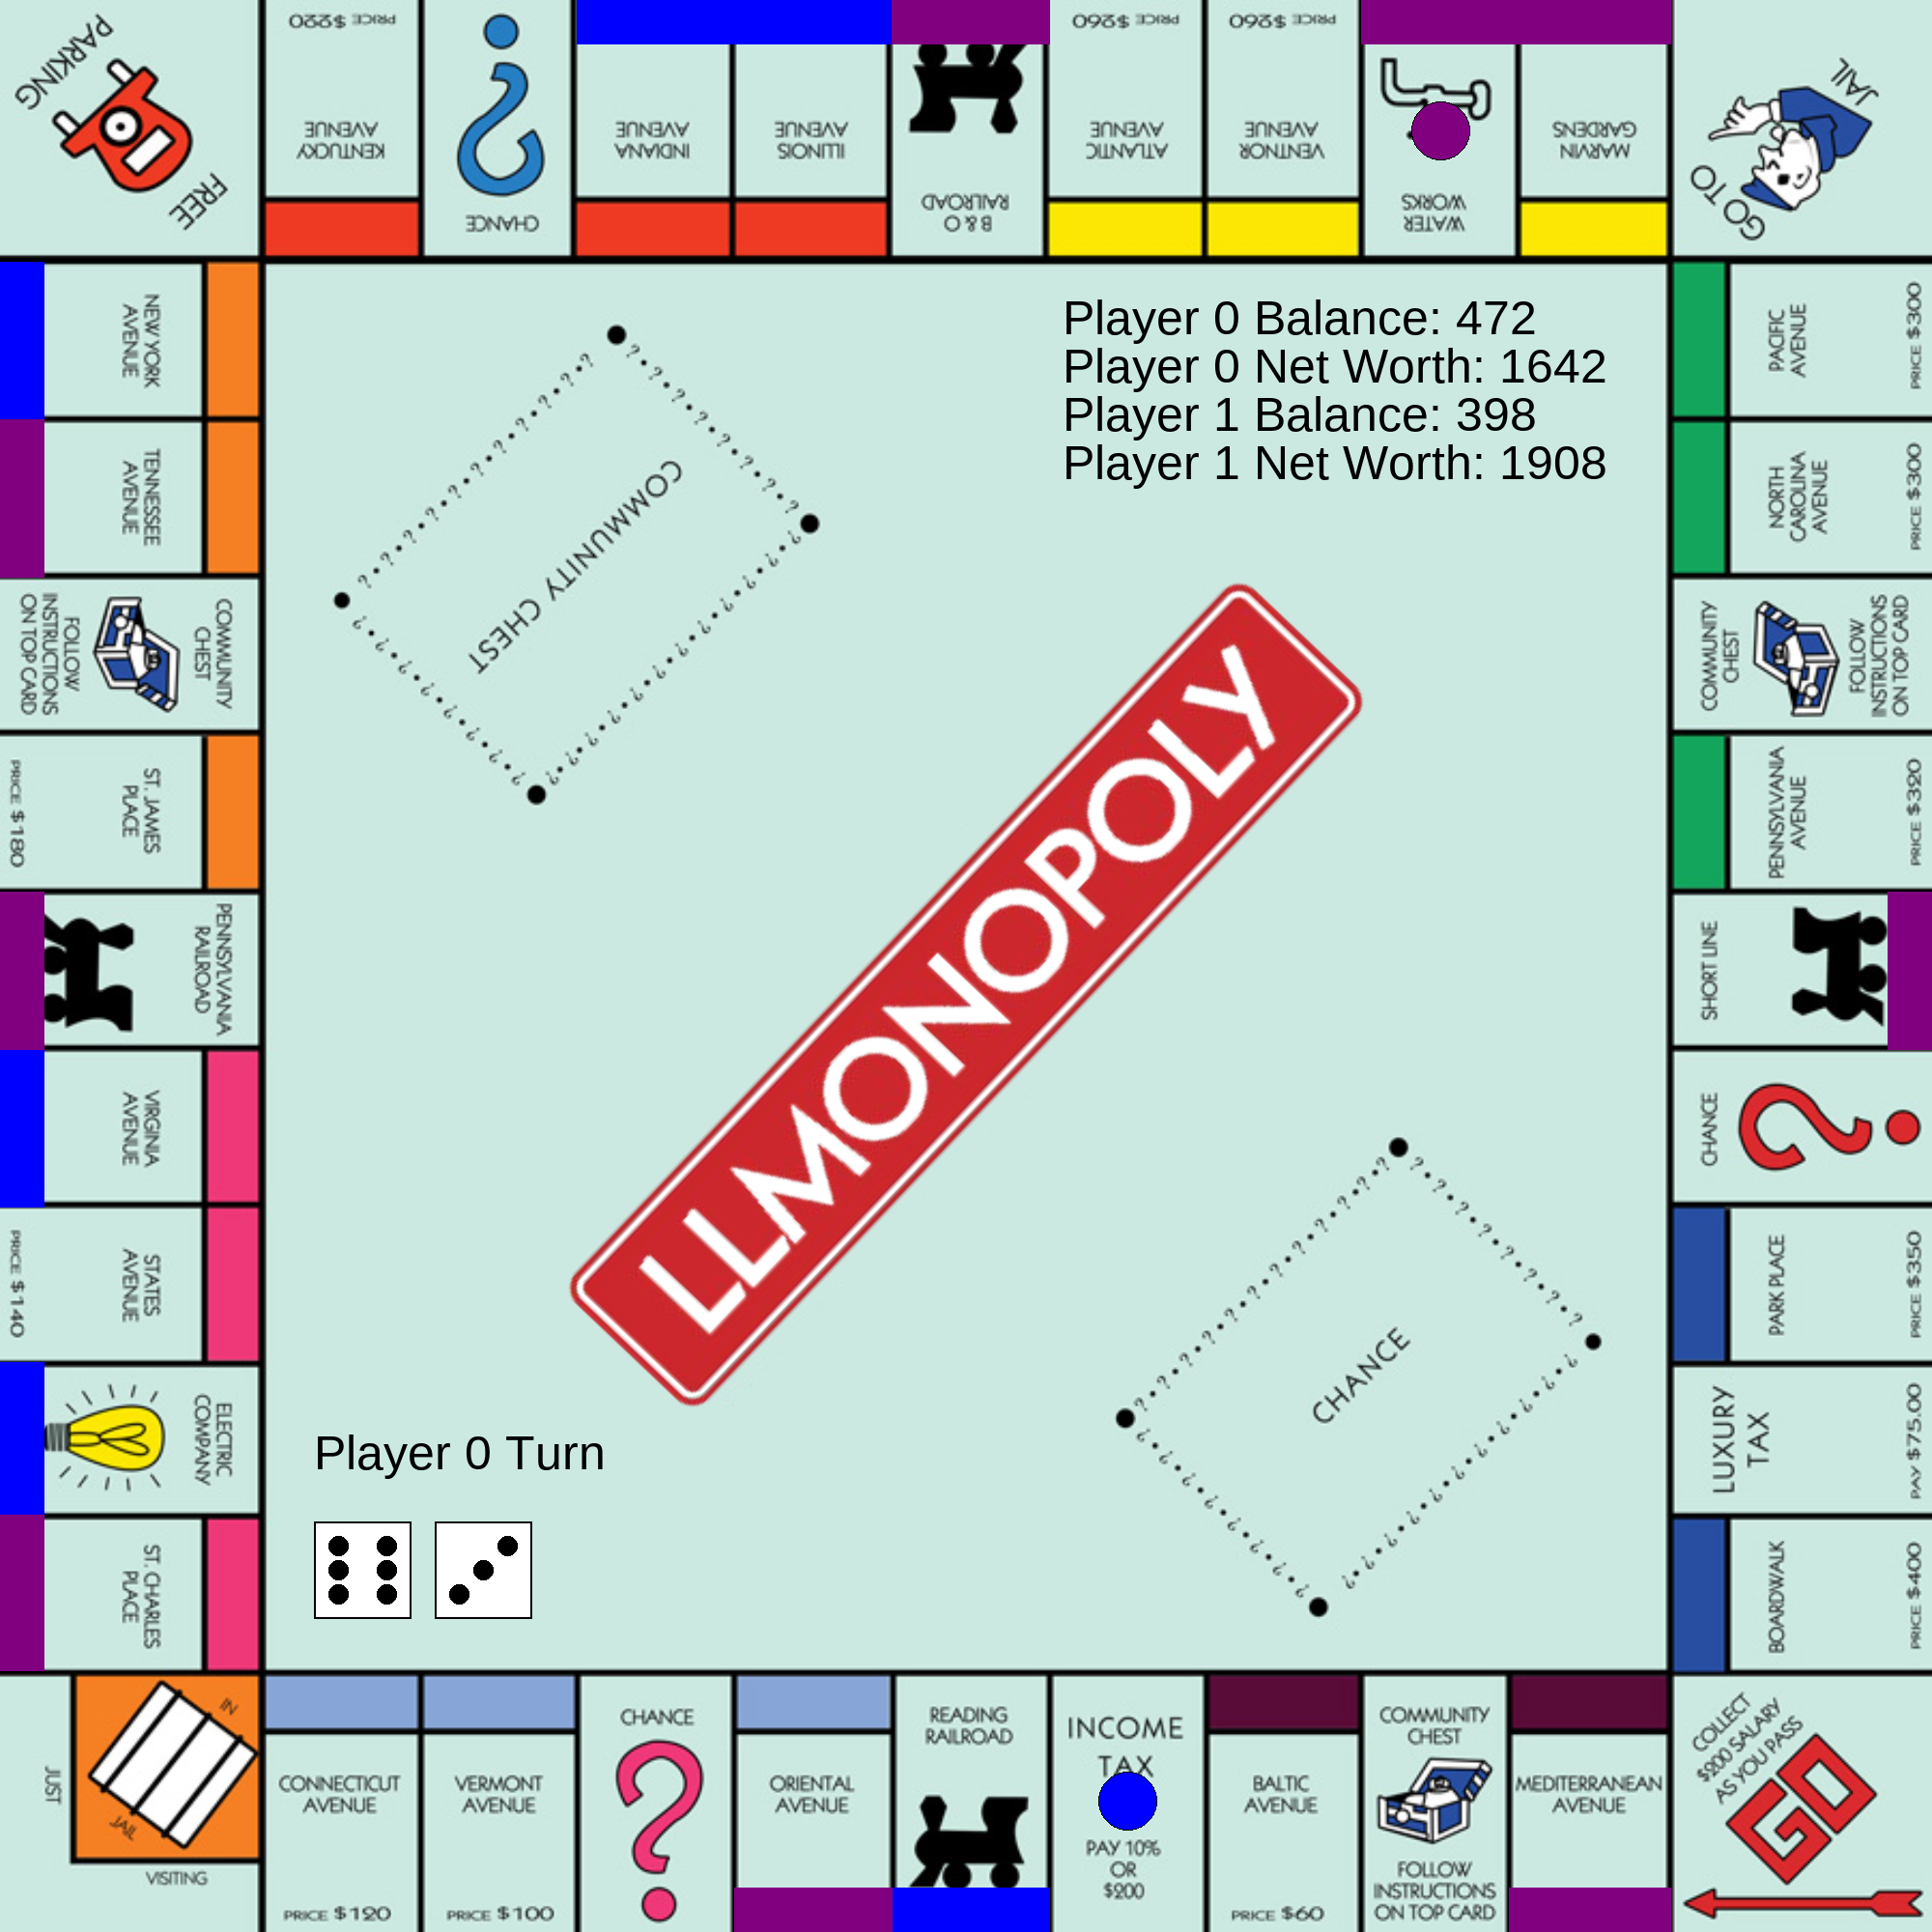 FREE
PARKING
PRICE $220
KENTUCKY
AVENUE
CHANCE
INDIANA
AVENUE
ILLINOIS
AVENUE
B & O
RAILROAD
PRICE $260
ATLANTIC
AVENUE
PRICE $260
VENTNOR
AVENUE
WATER
WORKS
MARVIN
GARDENS
GO TO
JAIL
NEW YORK
AVENUE
TENNESSEE
AVENUE
COMMUNITY
CHEST
FOLLOW
INSTRUCTIONS
ON TOP CARD
ST. JAMES
PLACE
PRICE $180
PENNSYLVANIA
RAILROAD
VIRGINIA
AVENUE
STATES
AVENUE
PRICE $140
ELECTRIC
COMPANY
ST. CHARLES
PLACE
Player 0 Balance: 472
Player 0 Net Worth: 1642
Player 1 Balance: 398
Player 1 Net Worth: 1908
COMMUNITY CHEST
LLMONOPOLY
CHANCE
Player 0 Turn
PACIFIC
AVENUE
PRICE $300
NORTH
CAROLINA
AVENUE
PRICE $300
COMMUNITY
CHEST
FOLLOW
INSTRUCTIONS
ON TOP CARD
PENNSYLVANIA
AVENUE
PRICE $320
SHORT LINE
CHANCE
PARK PLACE
PRICE $350
LUXURY
TAX
PAY $75.00
BOARDWALK
PRICE $400
IN
JAIL
JUST
VISITING
CONNECTICUT
AVENUE
PRICE $120
VERMONT
AVENUE
PRICE $100
CHANCE
ORIENTAL
AVENUE
READING
RAILROAD
INCOME
TAX
PAY 10%
OR
$200
BALTIC
AVENUE
PRICE $60
COMMUNITY
CHEST
FOLLOW
INSTRUCTIONS
ON TOP CARD
MEDITERRANEAN
AVENUE
COLLECT
$200 SALARY
AS YOU PASS
GO